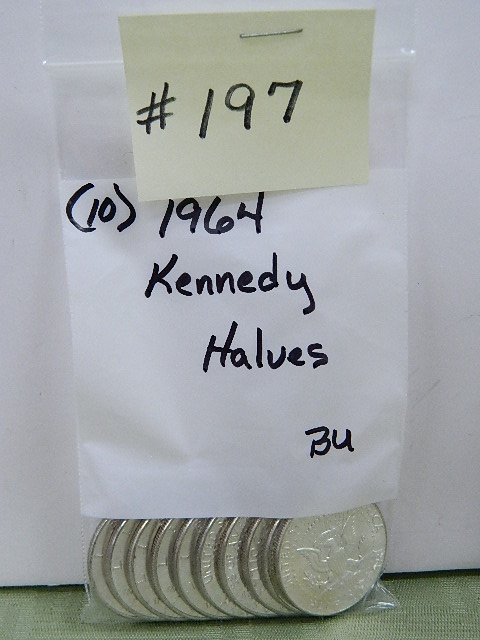 #197
(10) 1964
Kennedy
Halves
BU